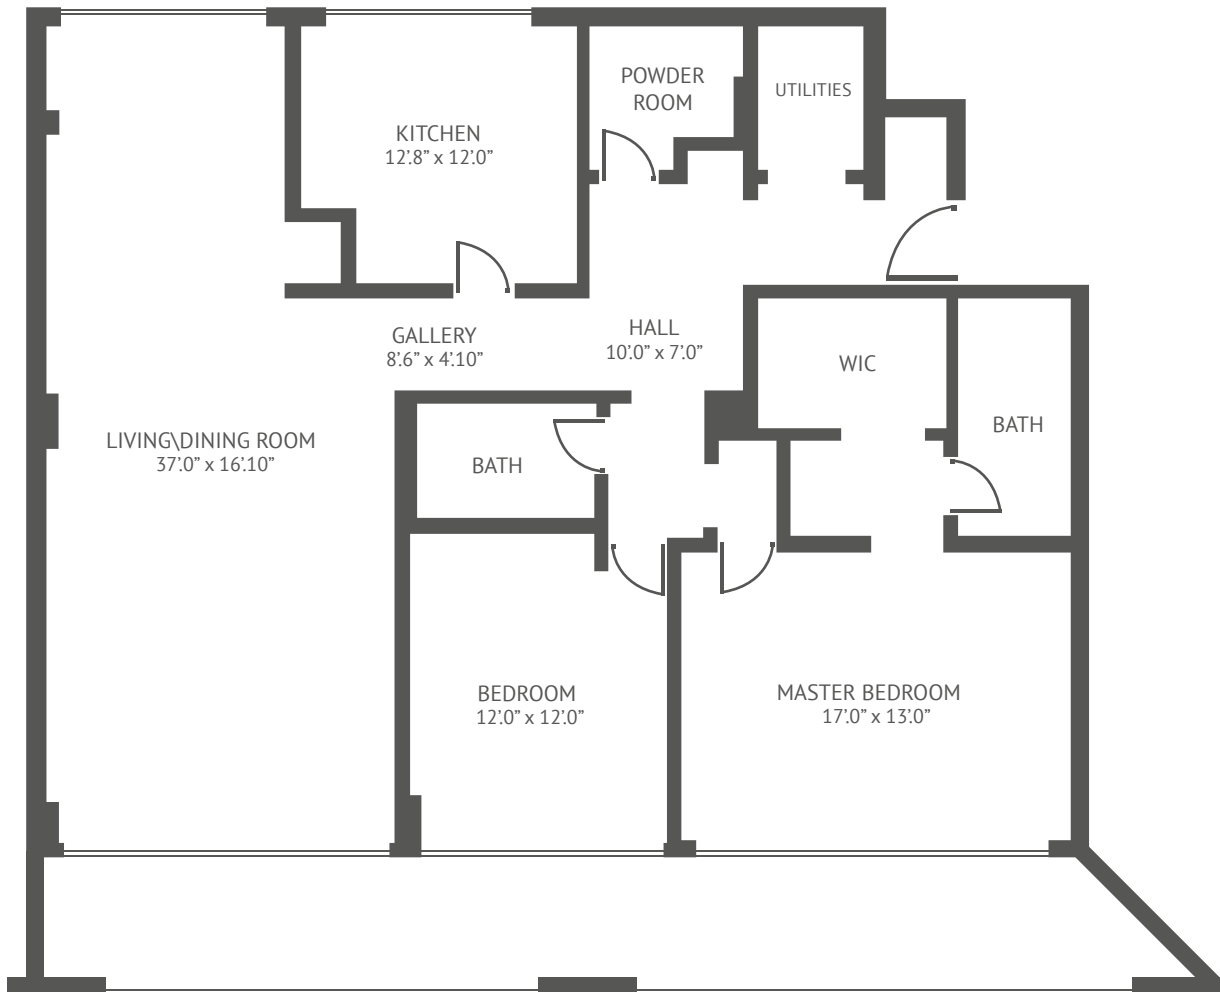 POWDER
ROOM
UTILITIES
KITCHEN
12'.8” x 12'.0”
GALLERY
8'.6” x 4'.10”
HALL
10'.0” x 7'.0”
WIC
BATH
LIVING\DINING ROOM
37'.0” x 16'.10”
BATH
BEDROOM
12'.0” x 12'.0”
MASTER BEDROOM
17'.0” x 13'.0”